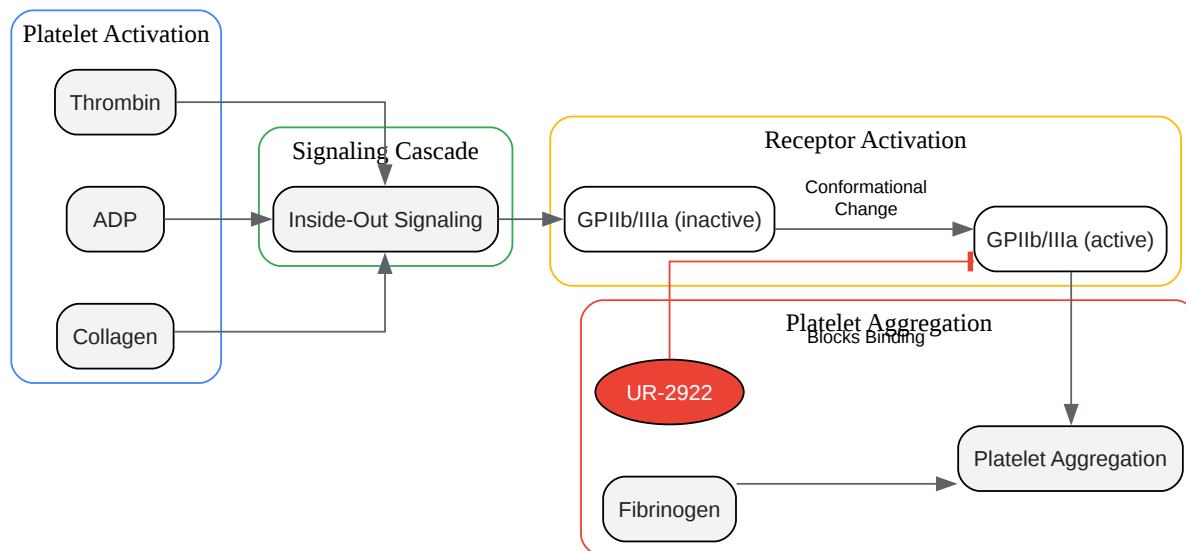 Platelet Activation
Thrombin
ADP
Collagen
Signaling Cascade
Inside-Out Signaling
Receptor Activation
GPIIb/IIIa (inactive)
Conformational
Change
GPIIb/IIIa (active)
Platelet Aggregation
Blocks Binding
UR-2922
Platelet Aggregation
Fibrinogen